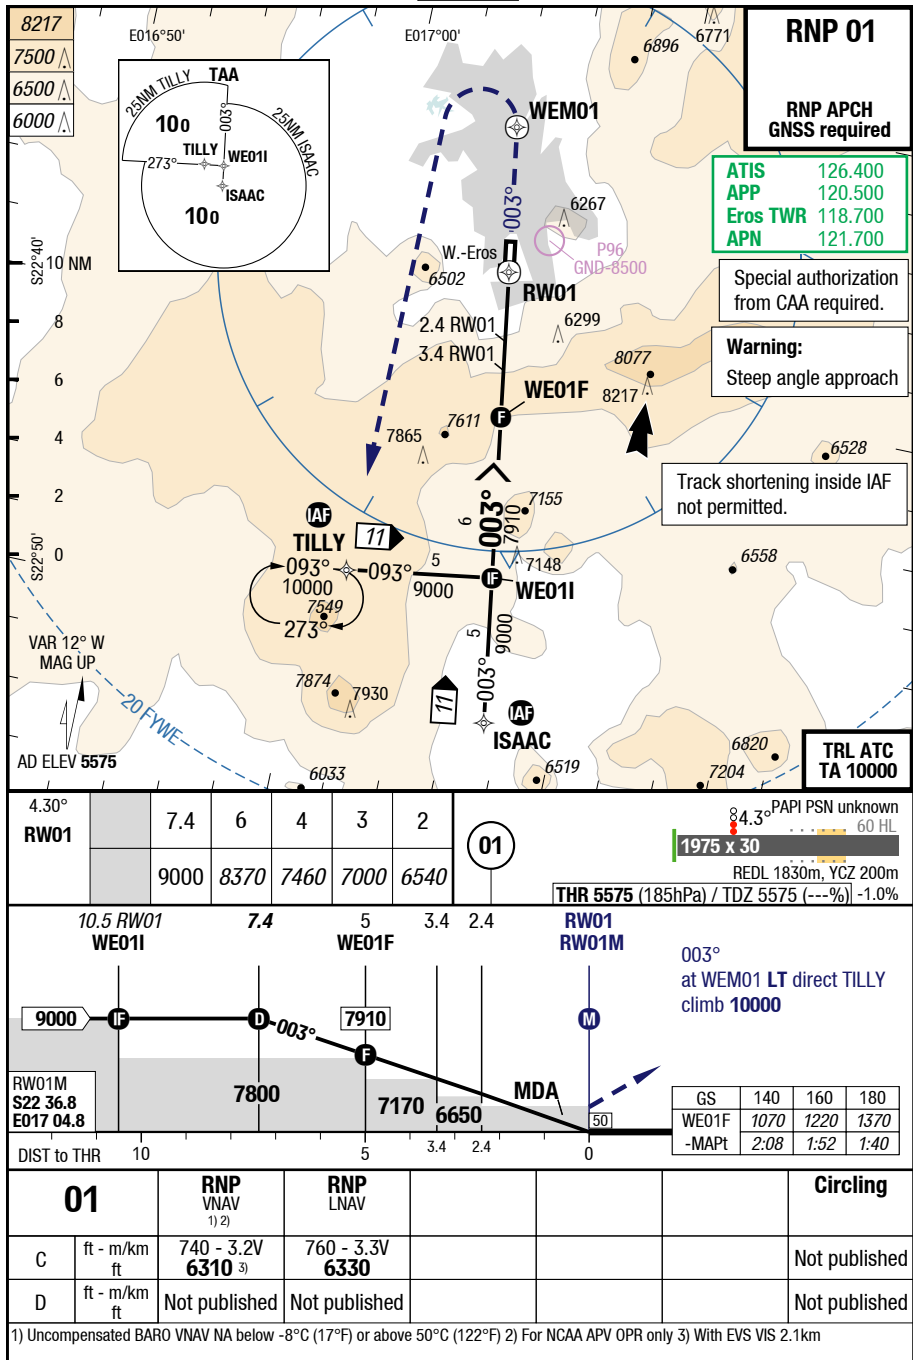 8217
7500
6500
6000
E016°50'
E017°00'
6771
6896
RNP 01
RNP APCH
GNSS required
TAA
25NM TILLY
25NM ISAAC
100
003°
TILLY
WE01I
273°
ISAAC
100
WEM01
003°
ATIS 126.400
APP 120.500
Eros TWR 118.700
APN 121.700
6267
P96
GND-8500
W.-Eros
S22°40'
10 NM
6502
RW01
Special authorization
from CAA required.
8
2.4 RW01
6299
3.4 RW01
Warning:
Steep angle approach
8077
8217
6
WE01F
F
7611
7865
4
6528
Track shortening inside IAF
not permitted.
2
7155
6
003°
7910
IAF
TILLY
11
S22°50'
0
7148
6558
093°
10000
093°
5
9000
IF
WE01I
7549
273°
5
9000
VAR 12° W
MAG UP
7874
7930
003°
11
IAF
ISAAC
20 FYWE
AD ELEV 5575
6033
6519
6820
7204
TRL ATC
TA 10000
4.30°
RW01
7.4 6 4 3 2
9000 8370 7460 7000 6540
01
4.3°
PAPI PSN unknown
60 HL
1975 x 30
REDL 1830m, YCZ 200m
THR 5575 (185hPa) / TDZ 5575 (---%) -1.0%
10.5 RW01 7.4 5 3.4 2.4 RW01
WE01I WE01F RW01M
003°
at WEM01 LT direct TILLY
climb 10000
9000
IF
D
003°
7910
M
F
7800
7170
6650
MDA
50
RW01M
S22 36.8
E017 04.8
GS 140 160 180
WE01F 1070 1220 1370
-MAPt 2:08 1:52 1:40
DIST to THR 10 5 3.4 2.4 0
01
RNP
VNAV
1) 2)
RNP
LNAV
Circling
C
ft - m/km
ft
740 - 3.2V
6310 3)
760 - 3.3V
6330
Not published
D
ft - m/km
ft
Not published
Not published
Not published
1) Uncompensated BARO VNAV NA below -8°C (17°F) or above 50°C (122°F) 2) For NCAA APV OPR only 3) With EVS VIS 2.1km